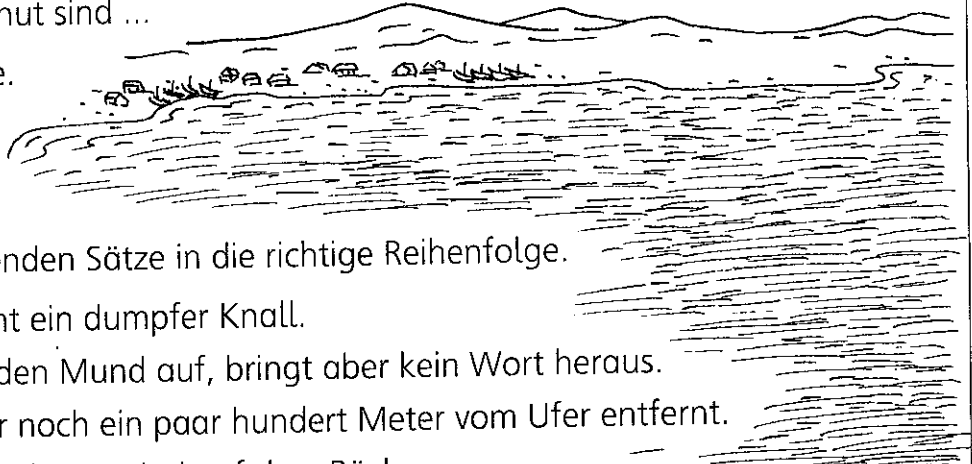 nut sind ...
e.
enden Sätze in die richtige Reihenfolge.
nt ein dumpfer Knall.
den Mund auf, bringt aber kein Wort heraus.
r noch ein paar hundert Meter vom Ufer entfernt.